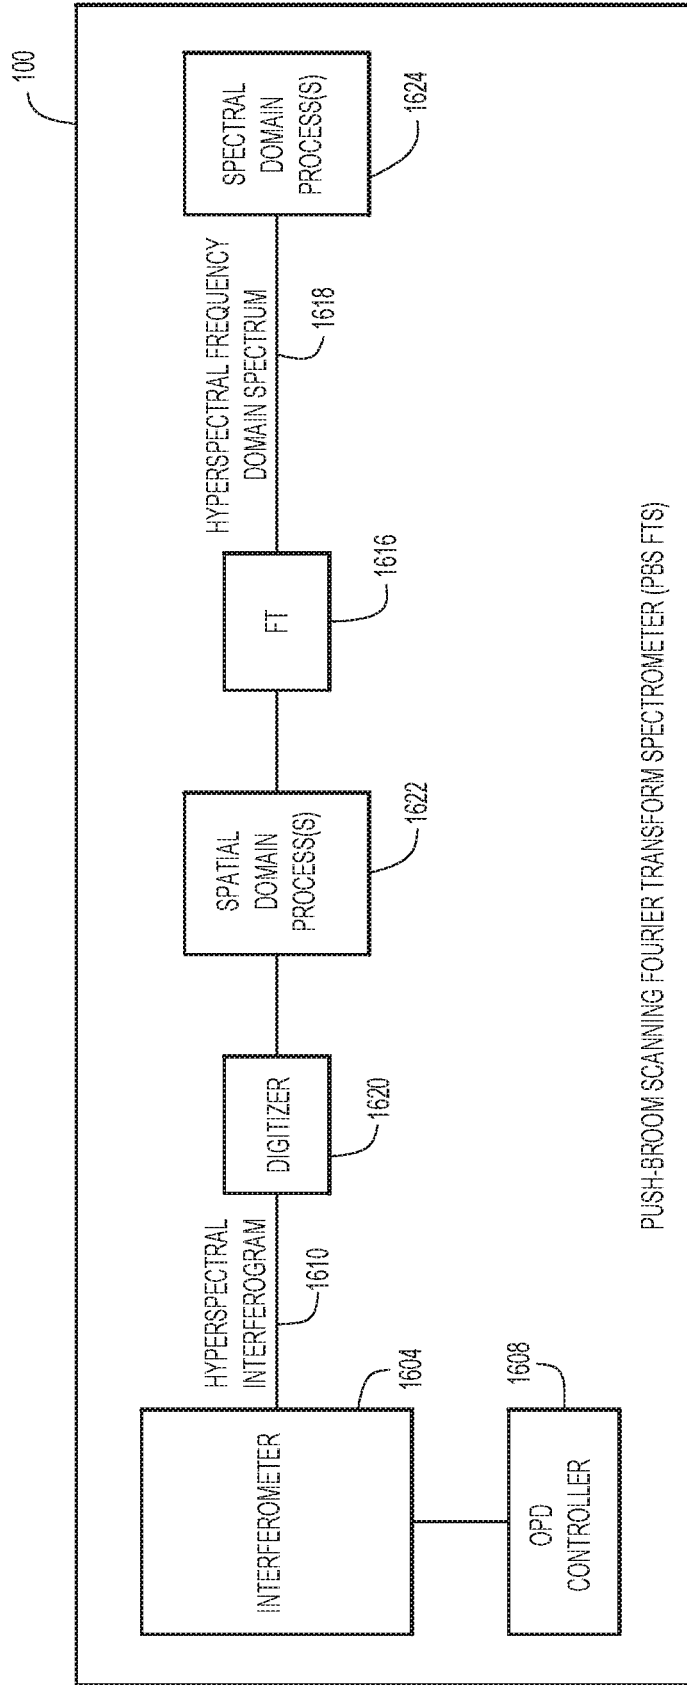 100
INTERFEROMETER
1604
OPD
CONTROLLER
1608
HYPERSPECTRAL
INTERFEROGRAM
1610
DIGITIZER
1620
SPATIAL
DOMAIN
PROCESS(S)
1622
FT
1616
HYPERSPECTRAL FREQUENCY
DOMAIN SPECTRUM
1618
SPECTRAL
DOMAIN
PROCESS(S)
1624
PUSH-BROOM SCANNING FOURIER TRANSFORM SPECTROMETER (PBS FTS)